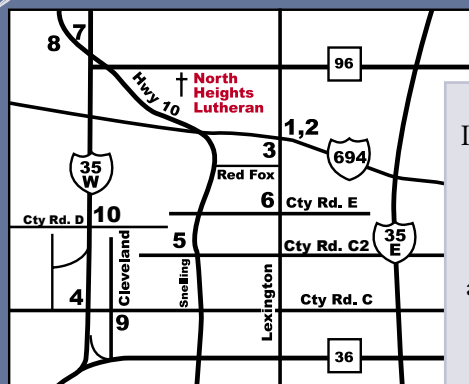 7
8
96
Hwy 10
North
Heights
Lutheran
1,2
3
694
Red Fox
35
W
6
Cty Rd. E
Cty Rd. D
10
5
Cty Rd. C2
35
E
Cleveland
Snelling
Lexington
4
Cty Rd. C
9
36